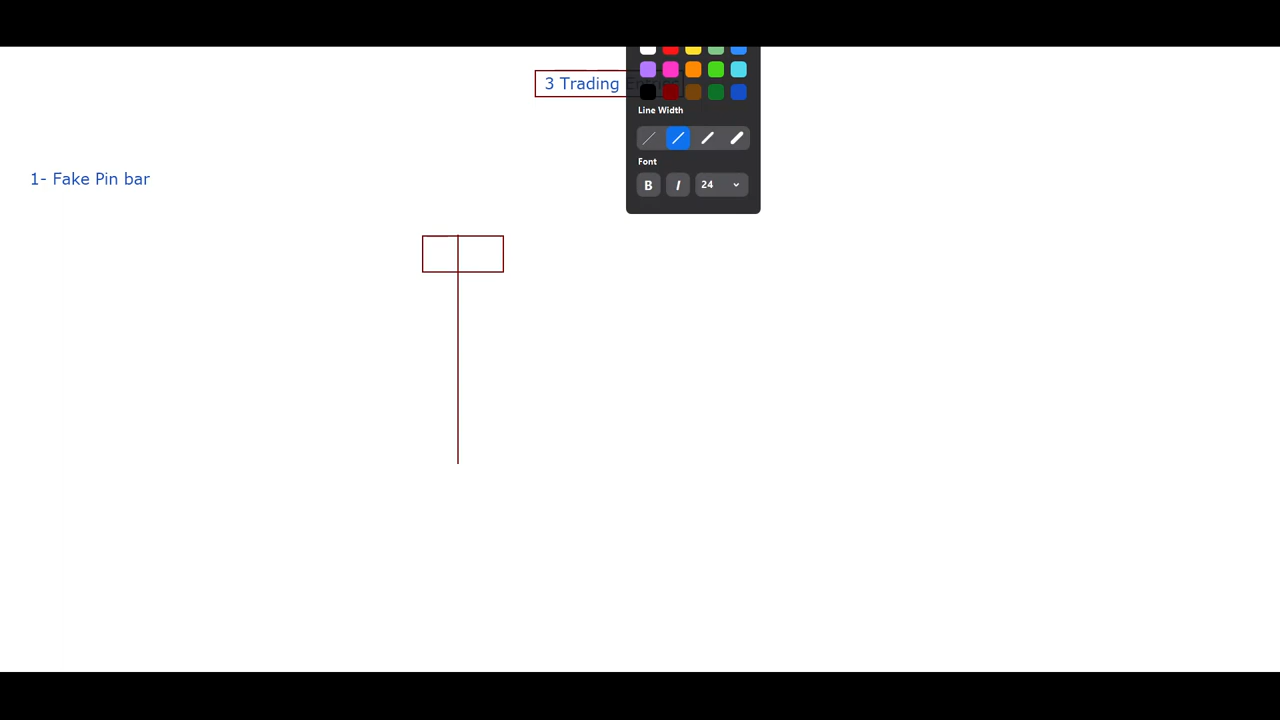 3 Trading
Line Width
Font
B I 24
1- Fake Pin bar